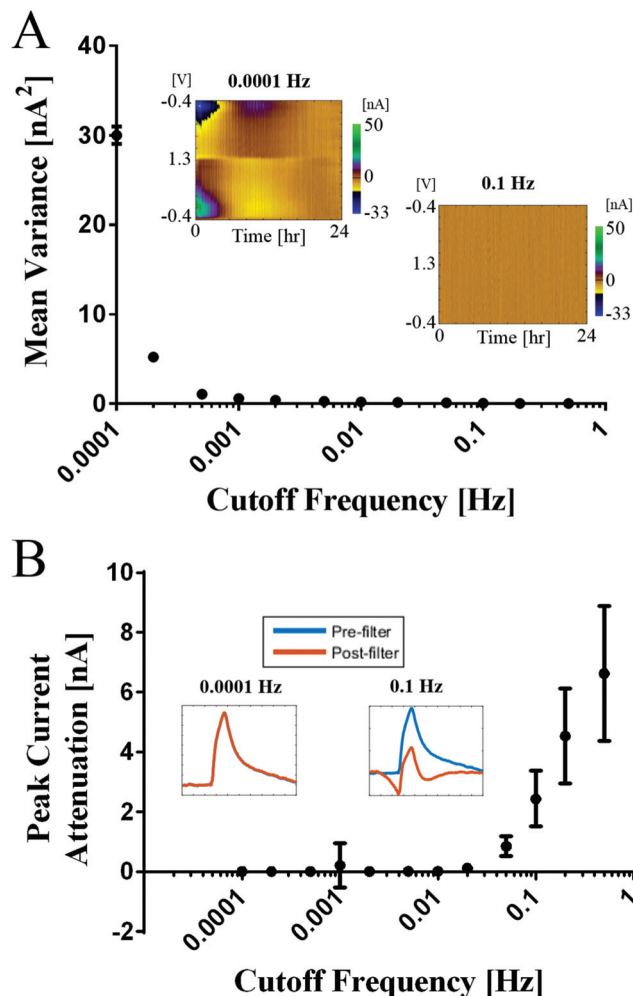 A
Mean Variance [nA²]
40
30
20
10
0
0.0001
0.001
0.01
0.1
1
Cutoff Frequency [Hz]
0.0001 Hz
[V]
-0.4
1.3
-0.4
0
Time [hr]
24
[nA]
50
0
-33
0.1 Hz
[V]
-0.4
1.3
-0.4
0
Time [hr]
24
[nA]
50
0
-33
B
Peak Current
Attenuation [nA]
10
8
6
4
2
0
-2
Pre-filter
Post-filter
0.0001 Hz
0.1 Hz
0.0001
0.001
0.01
0.1
1
Cutoff Frequency [Hz]